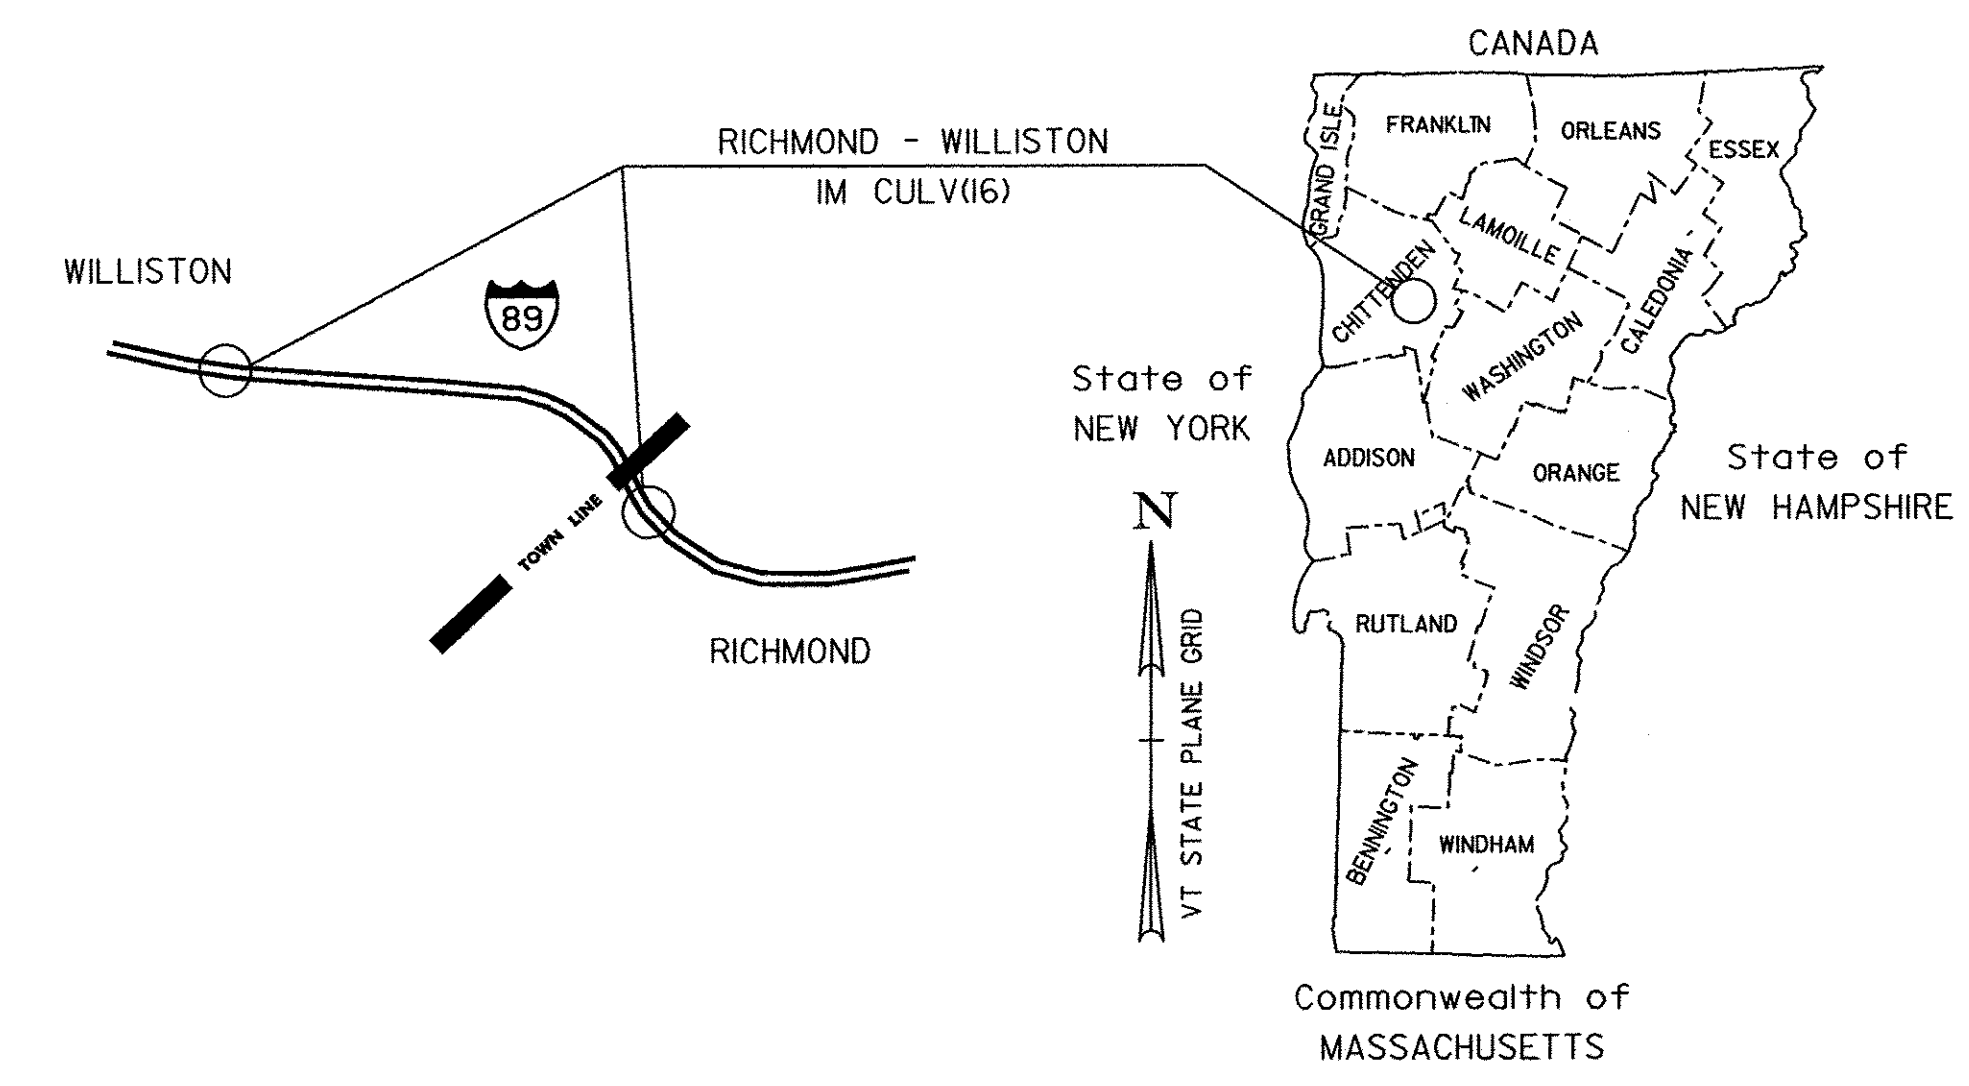 CANADA
RICHMOND - WILLISTON
IM CULV(16)
WILLISTON
89
TOWN LINE
RICHMOND
GRAND ISLE
FRANKLIN
ORLEANS
ESSEX
LAMOILLE
CHITTENDEN
CALEDONIA
WASHINGTON
State of
NEW YORK
ADDISON
ORANGE
State of
NEW HAMPSHIRE
N
VT STATE PLANE GRID
RUTLAND
WINDSOR
BENNINGTON
WINDHAM
Commonwealth of
MASSACHUSETTS